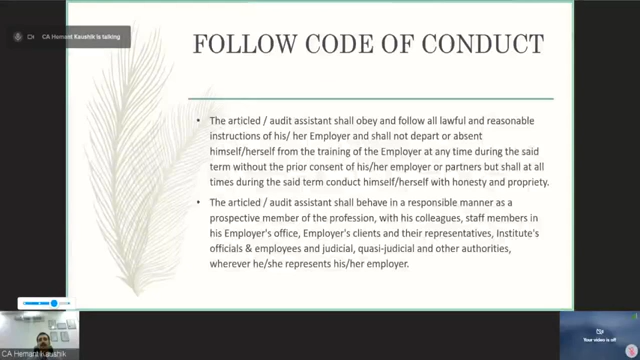 CA Hemant Kaushik is talking
FOLLOW CODE OF CONDUCT
• The articled / audit assistant shall obey and follow all lawful and reasonable
instructions of his/ her Employer and shall not depart or absent
himself/herself from the training of the Employer at any time during the said
term without the prior consent of his/her employer or partners but shall at all
times during the said term conduct himself/herself with honesty and propriety.
• The articled / audit assistant shall behave in a responsible manner as a
prospective member of the profession, with his colleagues, staff members in
his Employer's office, Employer's clients and their representatives, Institute's
officials & employees and judicial, quasi-judicial and other authorities,
wherever he/she represents his/her employer.
CA Hemant Kaushik
Your video is off